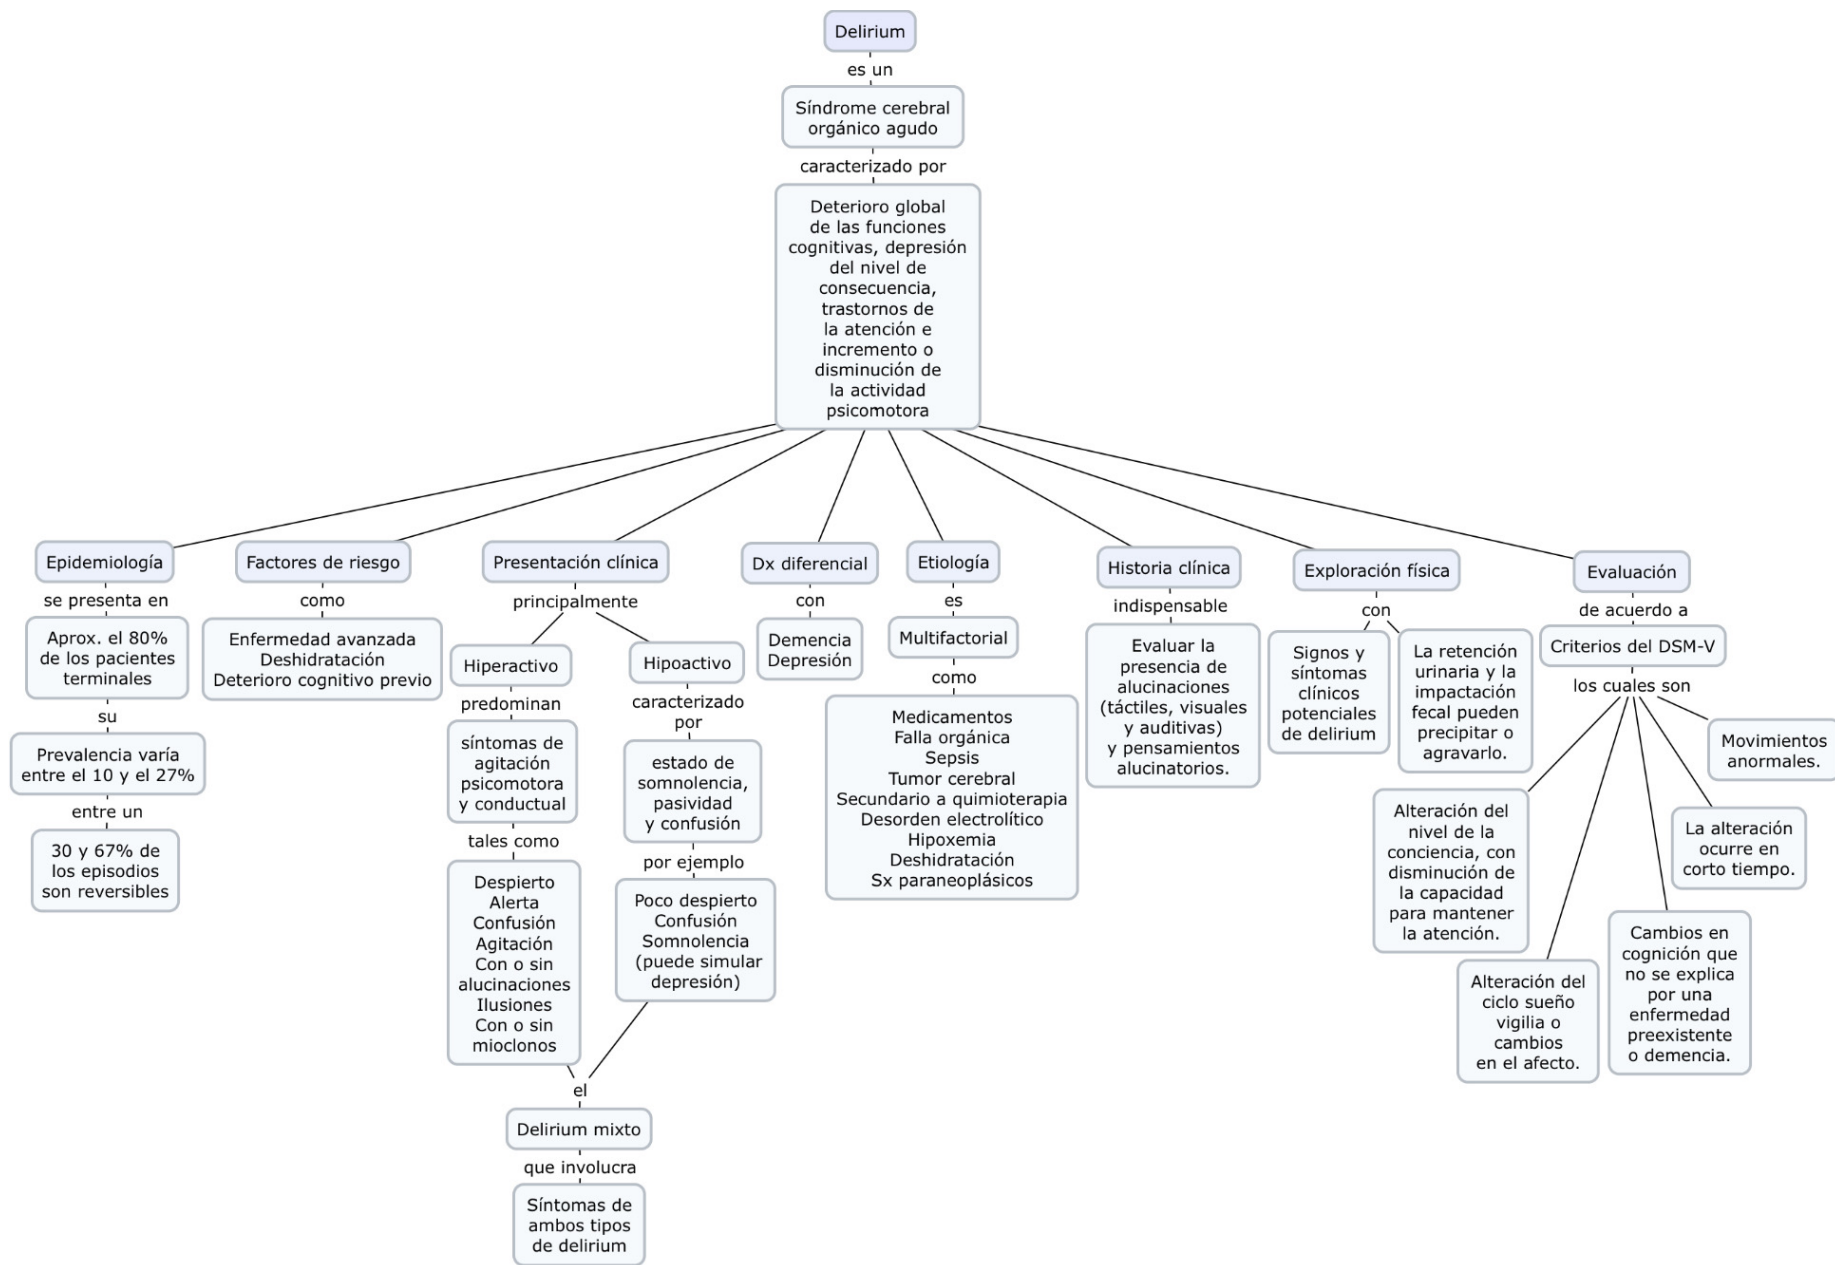 Delirium
es un
Síndrome cerebral
orgánico agudo
caracterizado por
Deterioro global
de las funciones
cognitivas, depresión
del nivel de
consecuencia,
trastornos de
la atención e
incremento o
disminución de
la actividad
psicomotora
Epidemiología
se presenta en
Aprox. el 80%
de los pacientes
terminales
su
Prevalencia varía
entre el 10 y el 27%
entre un
30 y 67% de
los episodios
son reversibles
Factores de riesgo
como
Enfermedad avanzada
Deshidratación
Deterioro cognitivo previo
Presentación clínica
principalmente
Hiperactivo
predominan
síntomas de
agitación
psicomotora
y conductual
tales como
Despierto
Alerta
Confusión
Agitación
Con o sin
alucinaciones
Ilusiones
Con o sin
mioclonos
Hipoactivo
caracterizado
por
estado de
somnolencia,
pasividad
y confusión
por ejemplo
Poco despierto
Confusión
Somnolencia
(puede simular
depresión)
el
Delirium mixto
que involucra
Síntomas de
ambos tipos
de delirium
Dx diferencial
con
Demencia
Depresión
Etiología
es
Multifactorial
como
Medicamentos
Falla orgánica
Sepsis
Tumor cerebral
Secundario a quimioterapia
Desorden electrolítico
Hipoxemia
Deshidratación
Sx paraneoplásicos
Historia clínica
indispensable
Evaluar la
presencia de
alucinaciones
(táctiles, visuales
y auditivas)
y pensamientos
alucinatorios.
Exploración física
con
Signos y
síntomas
clínicos
potenciales
de delirium
La retención
urinaria y la
impactación
fecal pueden
precipitar o
agravarlo.
Evaluación
de acuerdo a
Criterios del DSM-V
los cuales son
Alteración del
nivel de la
conciencia, con
disminución de
la capacidad
para mantener
la atención.
Alteración del
ciclo sueño
vigilia o
cambios
en el afecto.
Cambios en
cognición que
no se explica
por una
enfermedad
preexistente
o demencia.
La alteración
ocurre en
corto tiempo.
Movimientos
anormales.